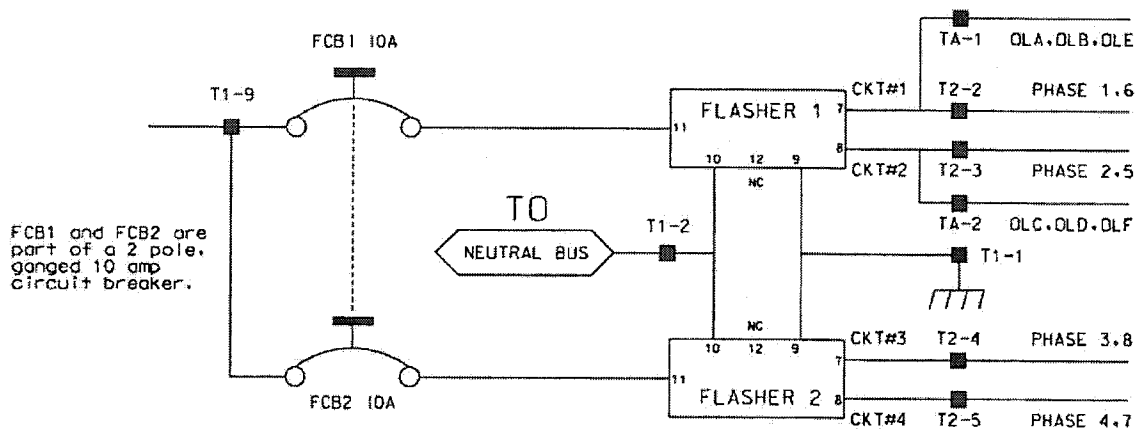 FCB1 10A
T1-9
TA-1 OLA.OLB.OLE
CKT#1 T2-2 PHASE 1.6
FLASHER 1
7
11
8
10 12 9
NC
CKT#2 T2-3 PHASE 2.5
TA-2 OLC.OLD.OLF
TO
NEUTRAL BUS
T1-2
T1-1
FCB1 and FCB2 are
part of a 2 pole.
ganged 10 amp
circuit breaker.
NC
10 12 9
CKT#3 T2-4 PHASE 3.8
7
11
FLASHER 2
8
CKT#4 T2-5 PHASE 4.7
FCB2 10A